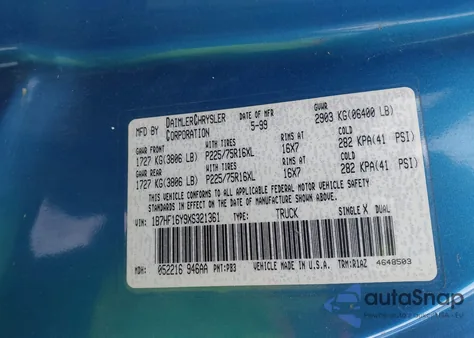 MFD BY DAIMLERCHRYSLER CORPORATION DATE OF MFR 5-99 GVWR 2903 KG(06400 LB)
GAWR FRONT WITH TIRES RIMS AT COLD
1727 KG(3806 LB) P225/75R16XL 16X7 282 KPA(41 PSI)
GAWR REAR WITH TIRES RIMS AT COLD
1727 KG(3806 LB) P225/75R16XL 16X7 282 KPA(41 PSI)
THIS VEHICLE CONFORMS TO ALL APPLICABLE FEDERAL MOTOR VEHICLE SAFETY
STANDARDS IN EFFECT ON THE DATE OF MANUFACTURE SHOWN ABOVE.
VIN: 1B7HF16Y9XS321361 TYPE: TRUCK SINGLE X DUAL
MDH: 052216 946AA PNT:PB3 VEHICLE MADE IN U.S.A. TRM:R1AZ 4648503
autoSnap